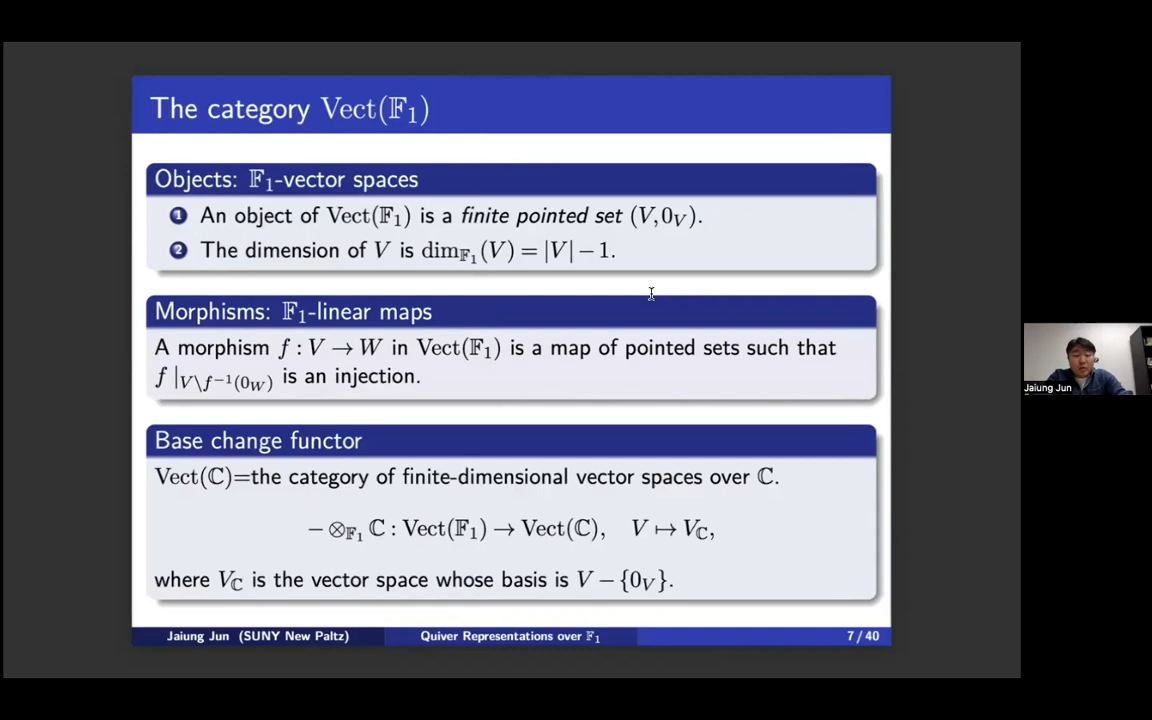 The category Vect(𝔽₁)
Objects: 𝔽₁-vector spaces
1 An object of Vect(𝔽₁) is a finite pointed set (V,0_V).
2 The dimension of V is dim_{𝔽₁}(V) = |V| − 1.
Morphisms: 𝔽₁-linear maps
A morphism f : V → W in Vect(𝔽₁) is a map of pointed sets such that
f |_{V\f⁻¹(0_W)} is an injection.
Base change functor
Vect(ℂ)=the category of finite-dimensional vector spaces over ℂ.
− ⊗_{𝔽₁} ℂ : Vect(𝔽₁) → Vect(ℂ), V ↦ V_ℂ,
where V_ℂ is the vector space whose basis is V − {0_V}.
Jaiung Jun (SUNY New Paltz) Quiver Representations over 𝔽₁ 7 / 40
Jaiung Jun